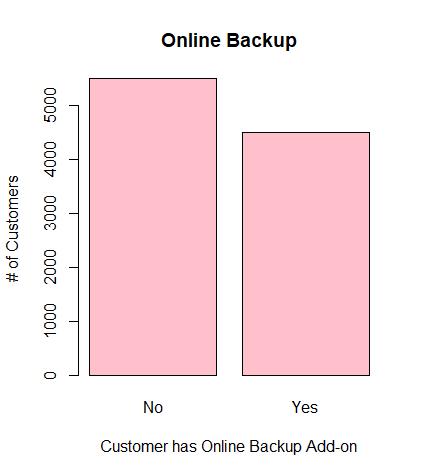 Online Backup
# of Customers
5000
4000
3000
2000
1000
0
No Yes
Customer has Online Backup Add-on